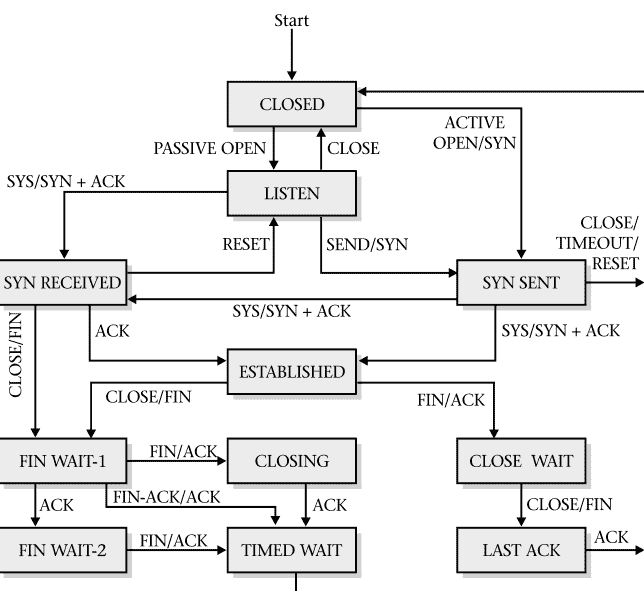 Start
CLOSED
ACTIVE
OPEN/SYN
PASSIVE OPEN
CLOSE
SYS/SYN + ACK
LISTEN
CLOSE/
TIMEOUT/
RESET
RESET
SEND/SYN
SYN RECEIVED
SYN SENT
SYS/SYN + ACK
CLOSE/FIN
ACK
SYS/SYN + ACK
ESTABLISHED
CLOSE/FIN
FIN/ACK
FIN WAIT-1
FIN/ACK
CLOSING
CLOSE WAIT
ACK
FIN-ACK/ACK
ACK
CLOSE/FIN
FIN WAIT-2
FIN/ACK
TIMED WAIT
LAST ACK
ACK